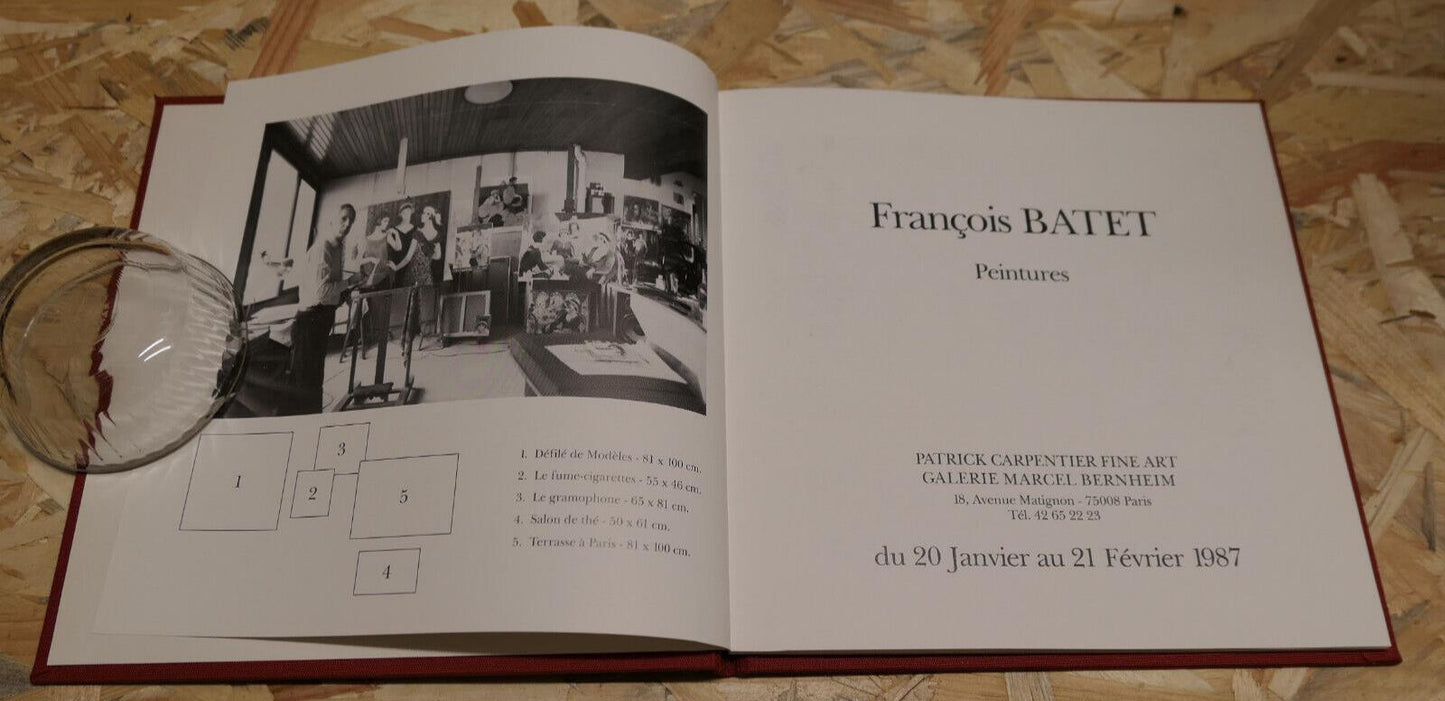 1
3
2
5
4
1. Défilé de Modèles - 81 x 100 cm.
2. Le fume-cigarettes - 55 x 46 cm.
3. Le gramophone - 65 x 81 cm.
4. Salon de thé - 50 x 61 cm.
5. Terrasse à Paris - 81 x 100 cm.
François BATET
Peintures
PATRICK CARPENTIER FINE ART
GALERIE MARCEL BERNHEIM
18, Avenue Matignon - 75008 Paris
Tél. 42 65 22 23
du 20 Janvier au 21 Février 1987